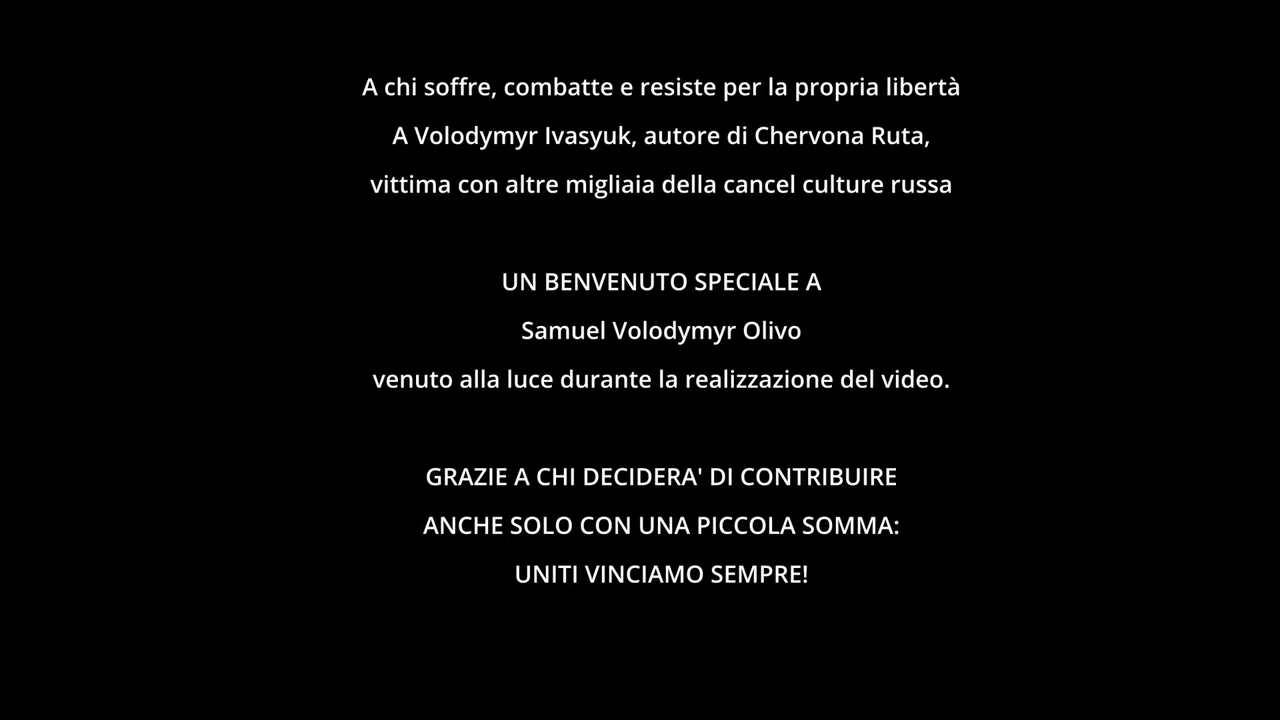 A chi soffre, combatte e resiste per la propria libertà
A Volodymyr Ivasyuk, autore di Chervona Ruta,
vittima con altre migliaia della cancel culture russa
UN BENVENUTO SPECIALE A
Samuel Volodymyr Olivo
venuto alla luce durante la realizzazione del video.
GRAZIE A CHI DECIDERA' DI CONTRIBUIRE
ANCHE SOLO CON UNA PICCOLA SOMMA:
UNITI VINCIAMO SEMPRE!